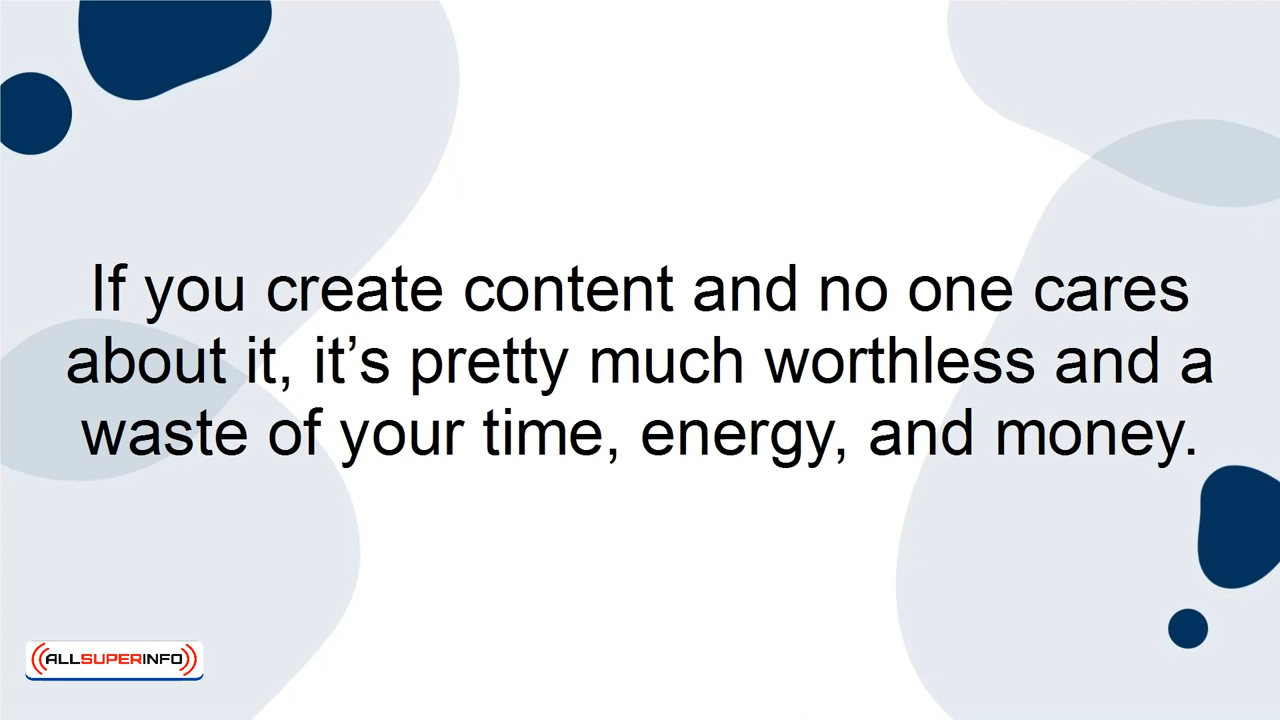 If you create content and no one cares
about it, it’s pretty much worthless and a
waste of your time, energy, and money.
ALLSUPERINFO